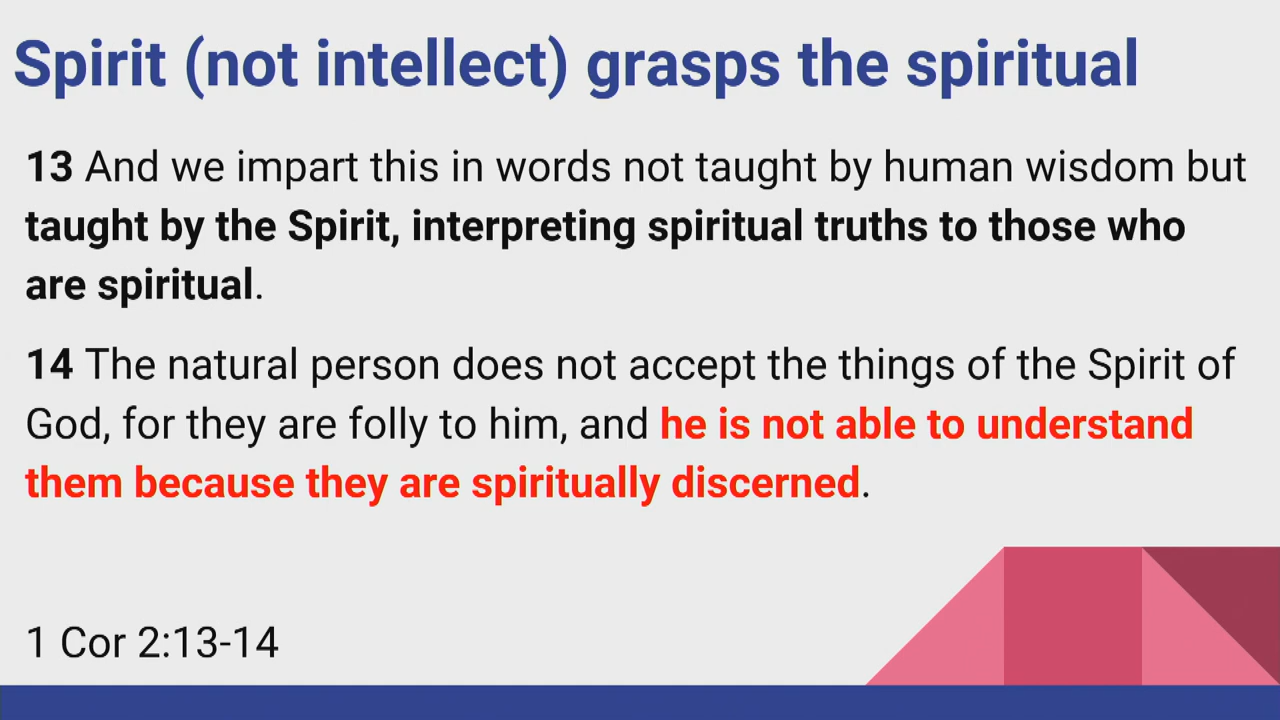 Spirit (not intellect) grasps the spiritual
13 And we impart this in words not taught by human wisdom but
taught by the Spirit, interpreting spiritual truths to those who
are spiritual.
14 The natural person does not accept the things of the Spirit of
God, for they are folly to him, and he is not able to understand
them because they are spiritually discerned.
1 Cor 2:13-14